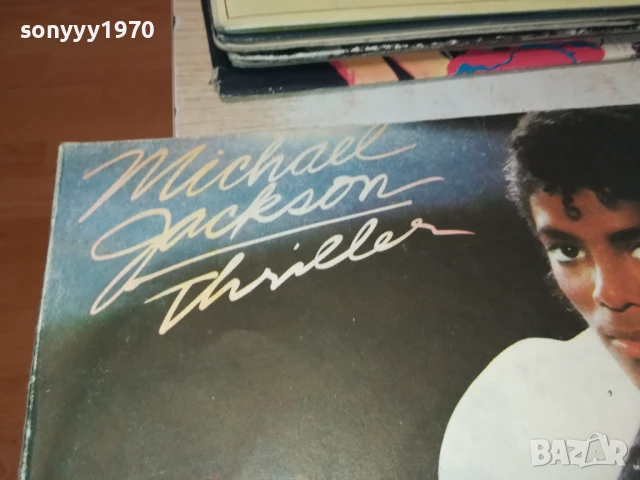 sonyyy1970
Michael
Jackson
Thriller
BAZAR